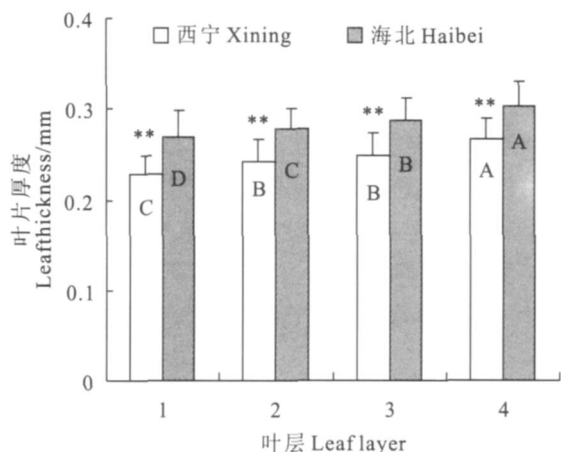 0.4
西宁 Xining
海北 Haibei
叶片厚度
Leafthickness/mm
0.3
0.2
0.1
0
**
**
**
**
C
D
B
C
B
B
A
A
1
2
3
4
叶层 Leaf layer